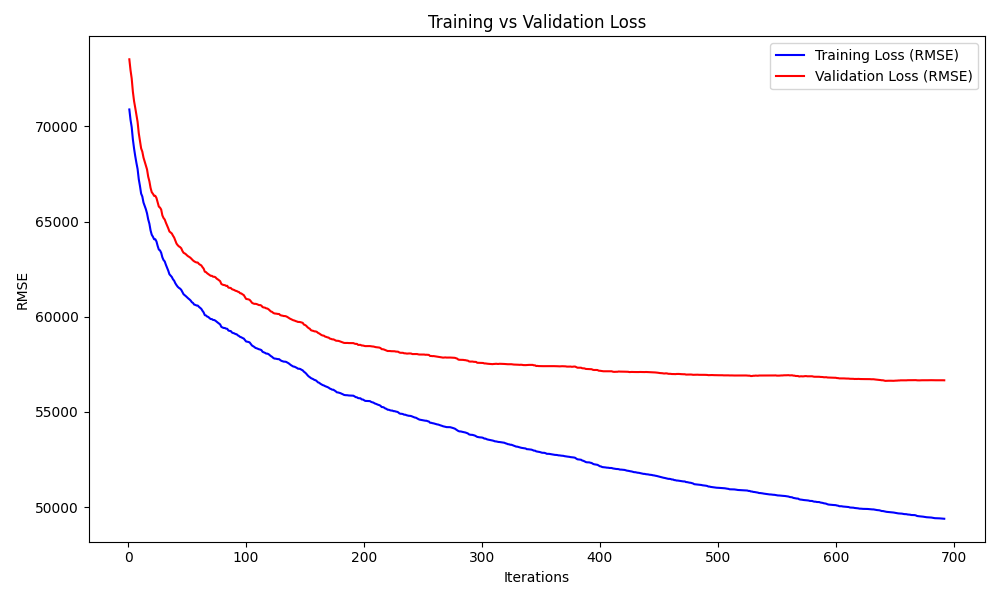 Training vs Validation Loss
Training Loss (RMSE)
Validation Loss (RMSE)
RMSE
70000
65000
60000
55000
50000
0 100 200 300 400 500 600 700
Iterations